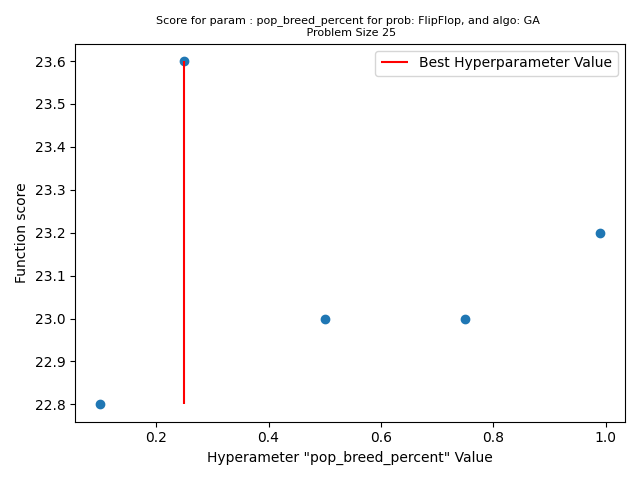 Score for param : pop_breed_percent for prob: FlipFlop, and algo: GA
Problem Size 25
Best Hyperparameter Value
Function score
23.6
23.5
23.4
23.3
23.2
23.1
23.0
22.9
22.8
0.2 0.4 0.6 0.8 1.0
Hyperameter "pop_breed_percent" Value